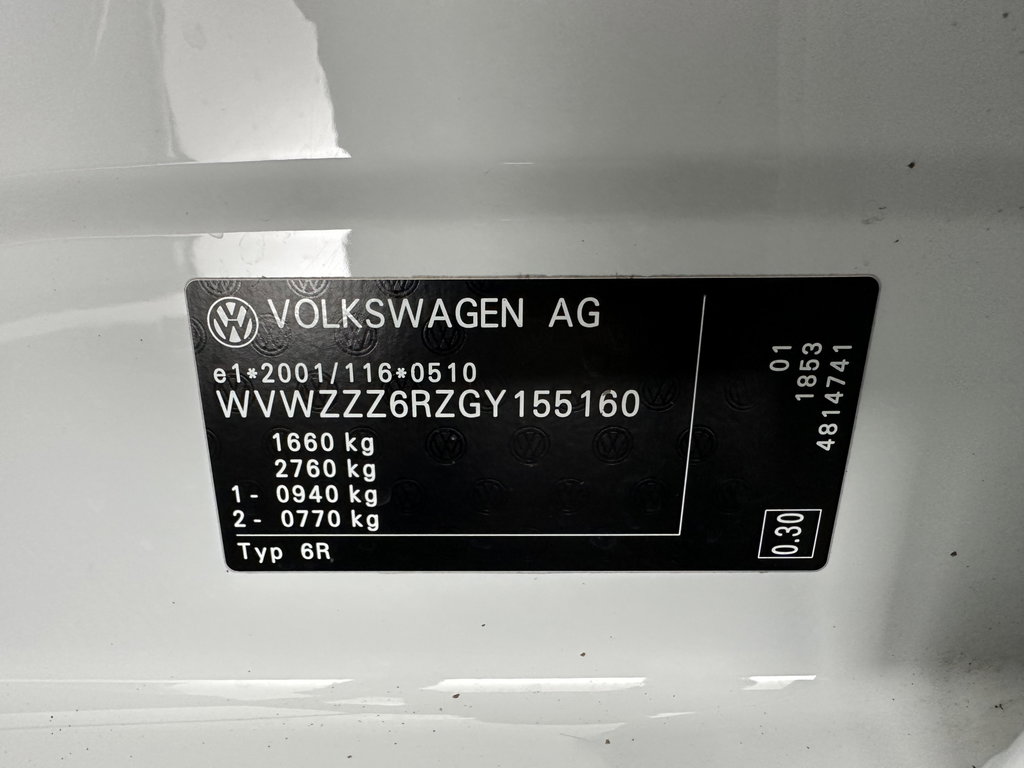 VOLKSWAGEN AG
e1*2001/116*0510
WVWZZZ6RZGY155160
1660 kg
2760 kg
1- 0940 kg
2- 0770 kg
Typ 6R
01
1853
4814741
0.30